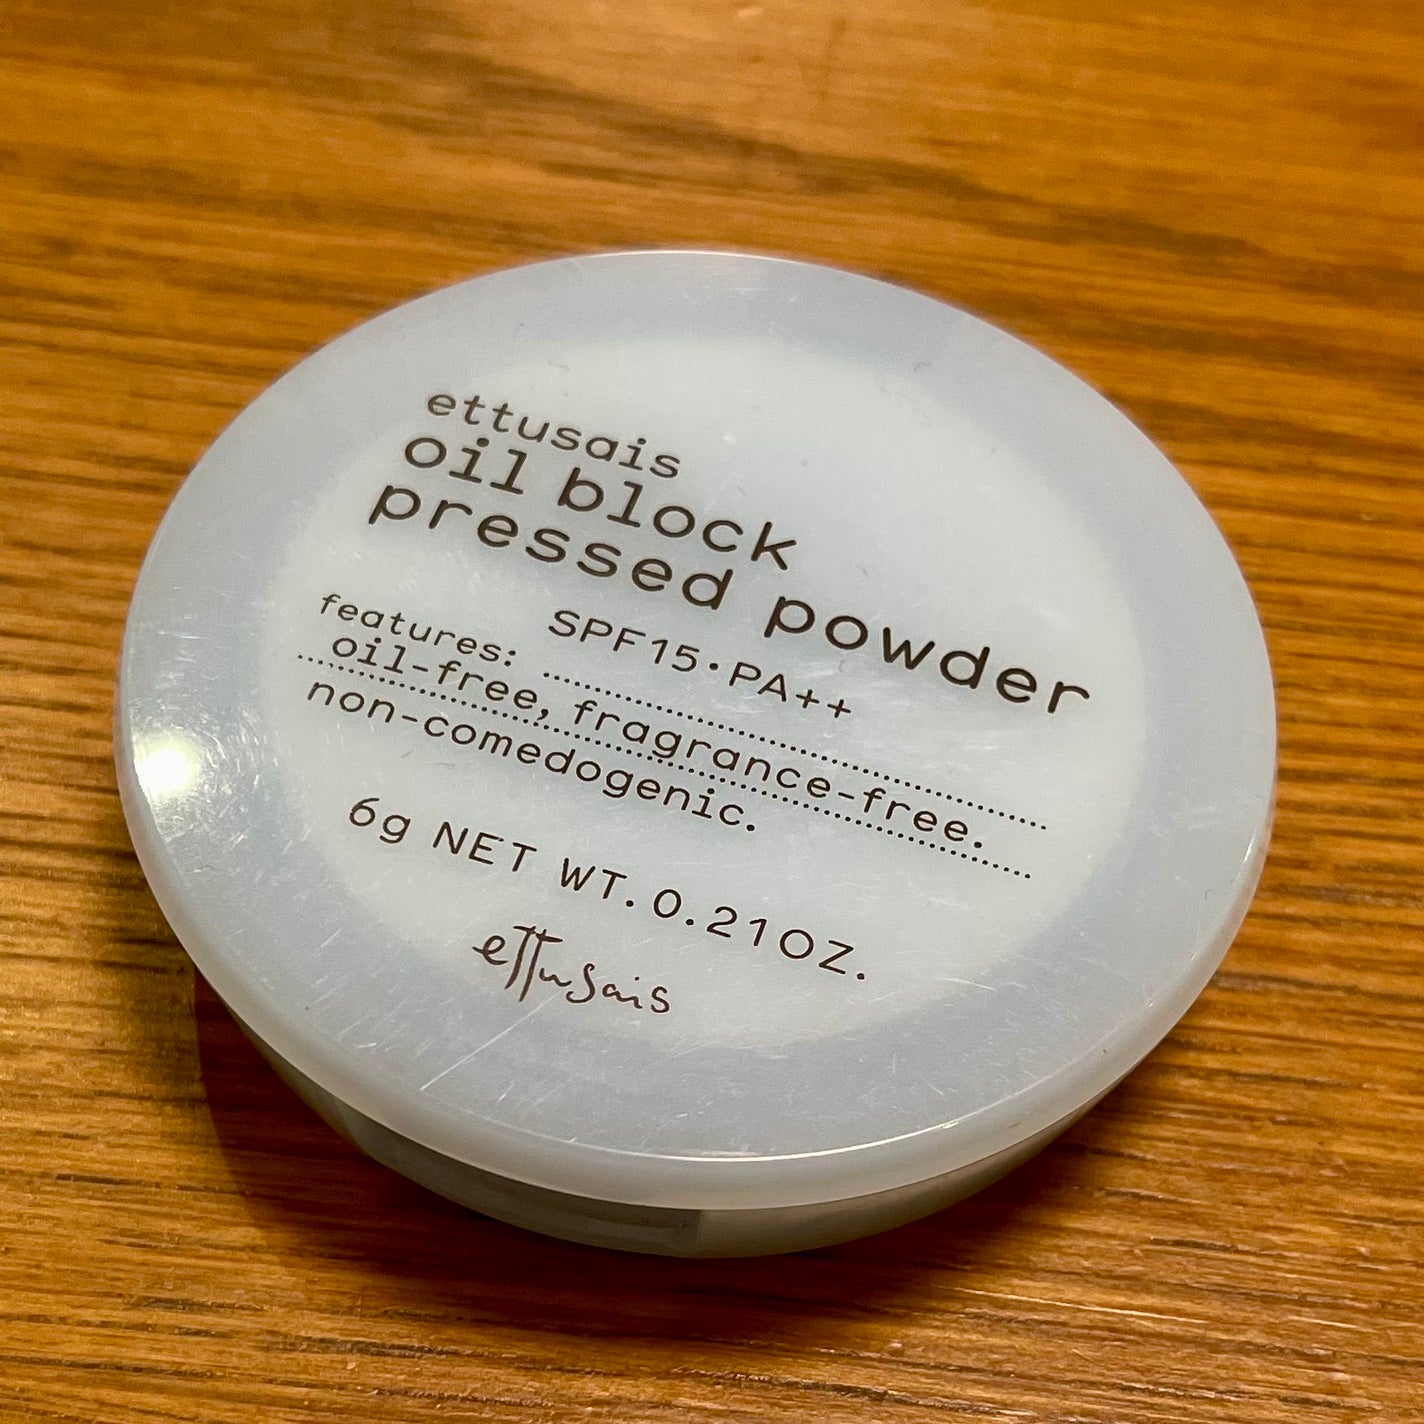 ettusais
oil block
pressed powder
SPF15•PA++
features:
oil-free, fragrance-free.
non-comedogenic.
6g NET WT. 0.21OZ.
ettusais